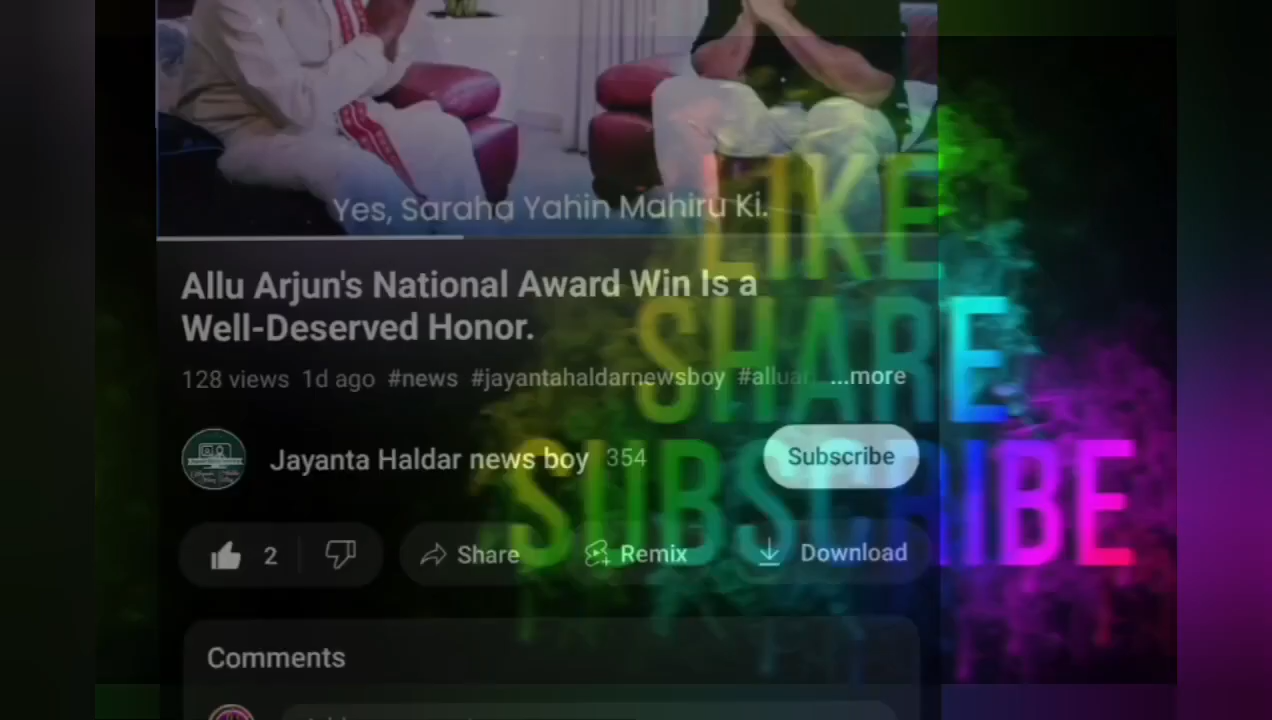 Yes, Saraha Yahin Mahiru Ki.
Allu Arjun's National Award Win Is a
Well-Deserved Honor.
128 views 1d ago #news #jayantahaldarnewsboy #alluar ...more
Jayanta Haldar news boy 354
Subscribe
2
Share
Remix
Download
Comments
LIKE
SHARE
SUBSCRIBE